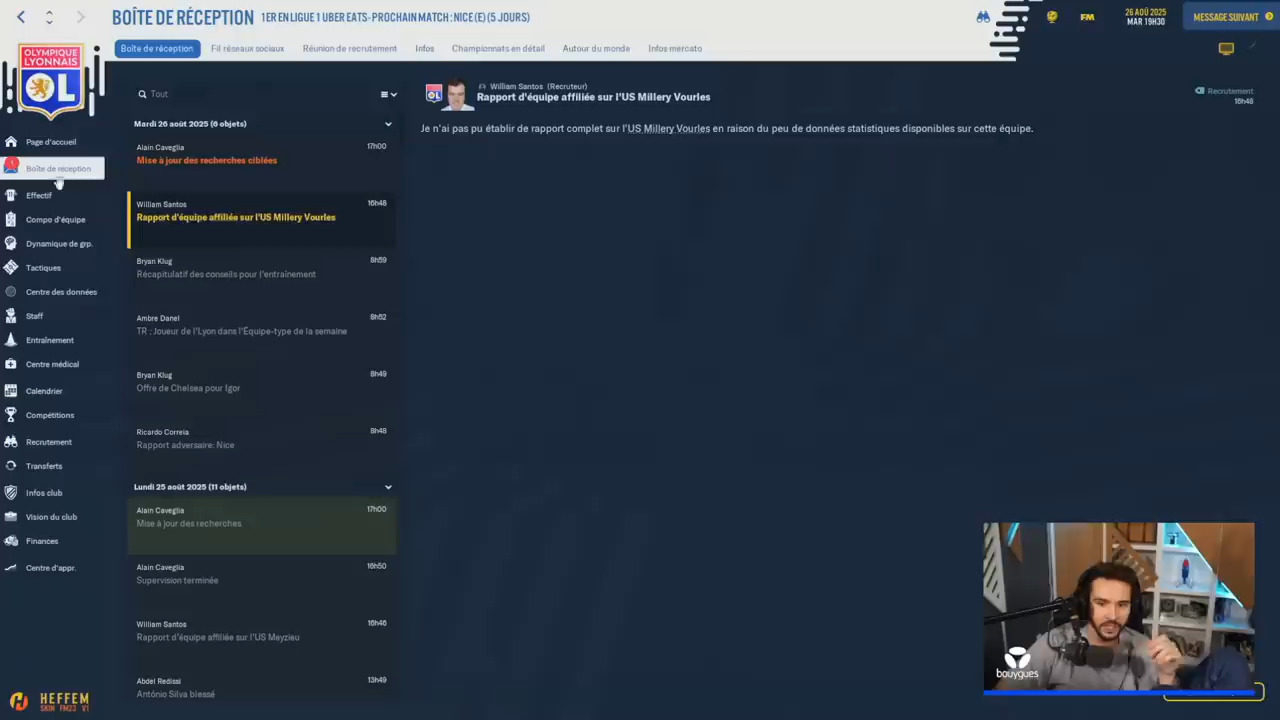 BOÎTE DE RÉCEPTION
1ER EN LIGUE 1 UBER EATS - PROCHAIN MATCH : NICE (E) (5 JOURS)
FM
26 AOÛ 2025
MAR 19H30
MESSAGE SUIVANT
OLYMPIQUE
LYONNAIS
OL
Boîte de réception
Fil réseaux sociaux
Réunion de recrutement
Infos
Championnats en détail
Autour du monde
Infos mercato
Page d'accueil
Boîte de réception
Effectif
Compo d'équipe
Dynamique de grp.
Tactiques
Centre des données
Staff
Entraînement
Centre médical
Calendrier
Compétitions
Recrutement
Transferts
Infos club
Vision du club
Finances
Centre d'appr.
HEFFEM
SKIN FM23 V1
Tout
Mardi 26 août 2025 (6 objets)
Alain Caveglia 17h00
Mise à jour des recherches ciblées
William Santos 16h48
Rapport d'équipe affiliée sur l'US Millery Vourles
Bryan Klug 8h59
Récapitulatif des conseils pour l'entraînement
Ambre Danel 8h52
TR : Joueur de l'Lyon dans l'Équipe-type de la semaine
Bryan Klug 8h49
Offre de Chelsea pour Igor
Ricardo Correia 8h48
Rapport adversaire: Nice
Lundi 25 août 2025 (11 objets)
Alain Caveglia 17h00
Mise à jour des recherches
Alain Caveglia 16h50
Supervision terminée
William Santos 16h46
Rapport d'équipe affiliée sur l'US Meyzieu
Abdel Redissi 13h49
António Silva blessé
William Santos (Recruteur)
Rapport d'équipe affiliée sur l'US Millery Vourles
Recrutement
16h48
Je n'ai pas pu établir de rapport complet sur l'US Millery Vourles en raison du peu de données statistiques disponibles sur cette équipe.
bouygues